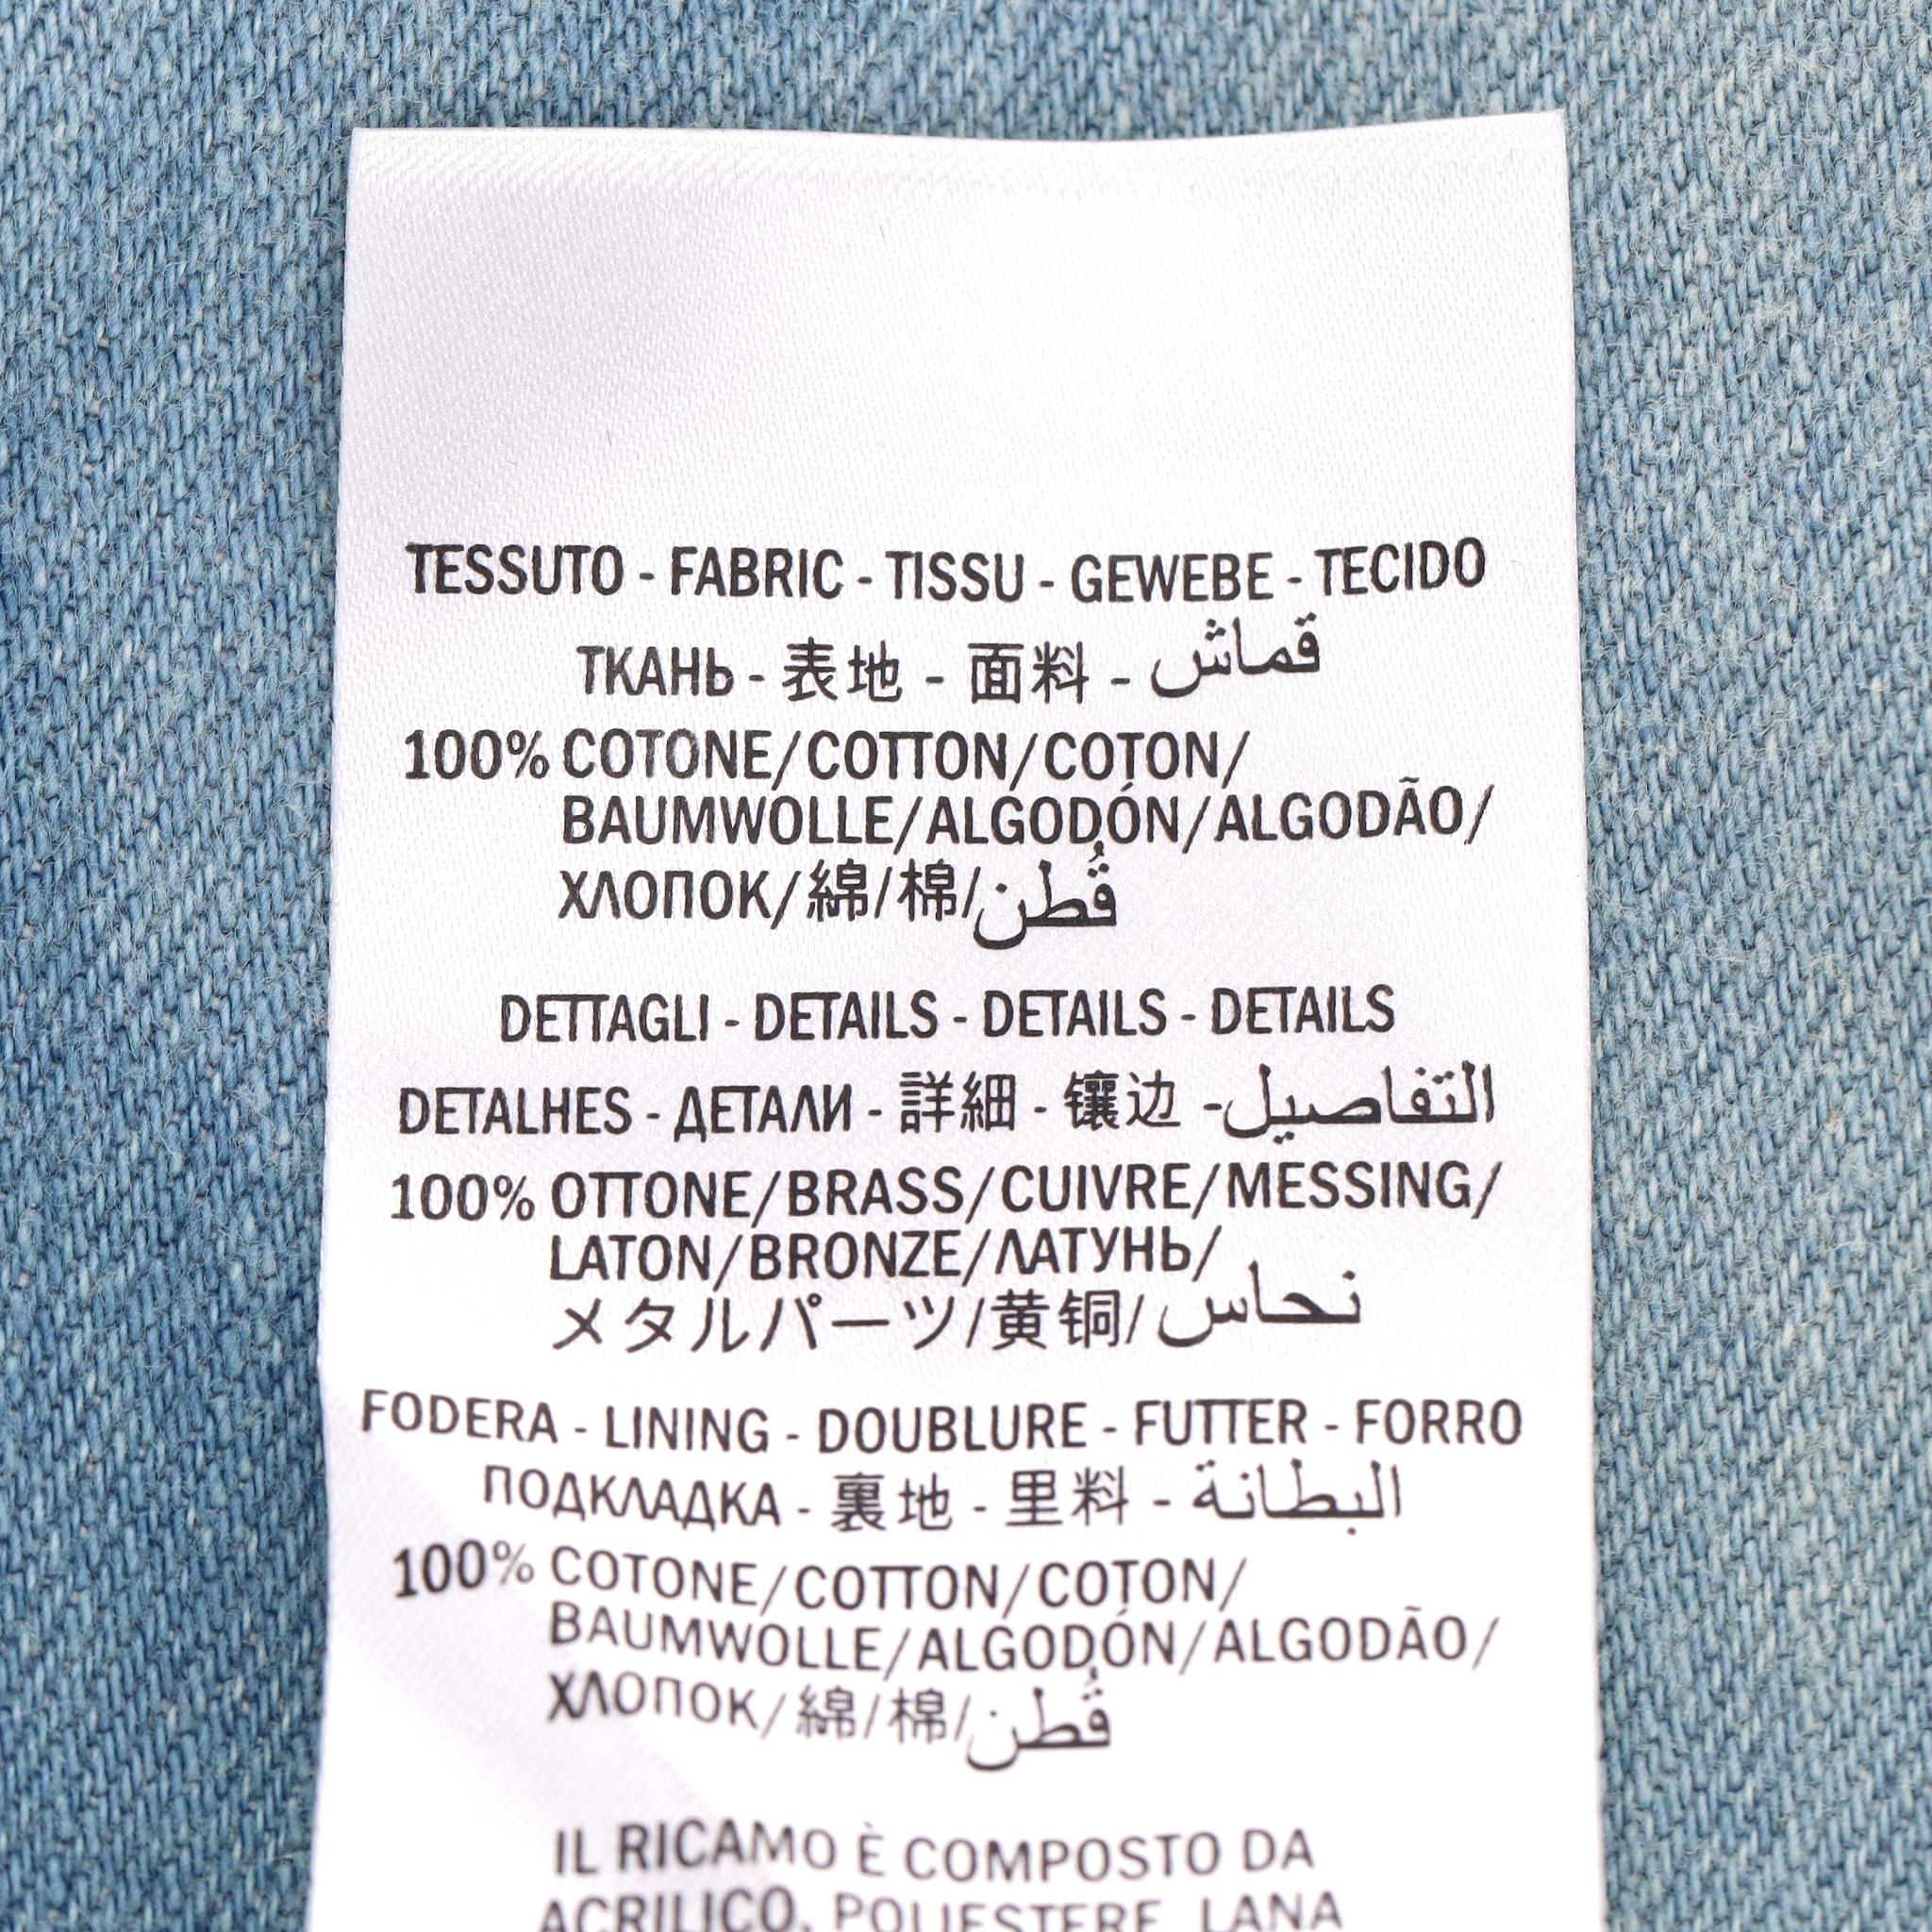 TESSUTO - FABRIC - TISSU - GEWEBE - TECIDO
ТКАНЬ - 表地 - 面料 - قماش
100% COTONE/COTTON/COTON/
BAUMWOLLE/ALGODÓN/ALGODÃO/
ХЛОПОК/綿/棉/قُطن
DETTAGLI - DETAILS - DETAILS - DETAILS
DETALHES - ДЕТАЛИ - 詳細 - 镶边 - التفاصيل
100% OTTONE/BRASS/CUIVRE/MESSING/
LATON/BRONZE/ЛАТУНЬ/
メタルパーツ/黄铜/نحاس
FODERA - LINING - DOUBLURE - FUTTER - FORRO
ПОДКЛАДКА - 裏地 - 里料 - البطانة
100% COTONE/COTTON/COTON/
BAUMWOLLE/ALGODÓN/ALGODÃO/
ХЛОПОК/綿/棉/قُطن
IL RICAMO È COMPOSTO DA
ACRILICO, POLIESTERE, LANA